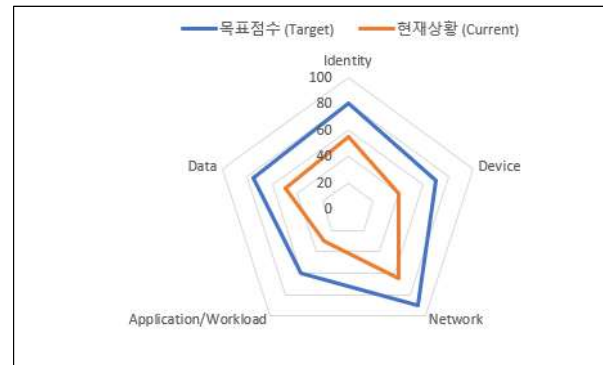 목표점수 (Target) 현재상황 (Current)
Identity
100
80
60
40
20
0
Data
Device
Application/Workload
Network